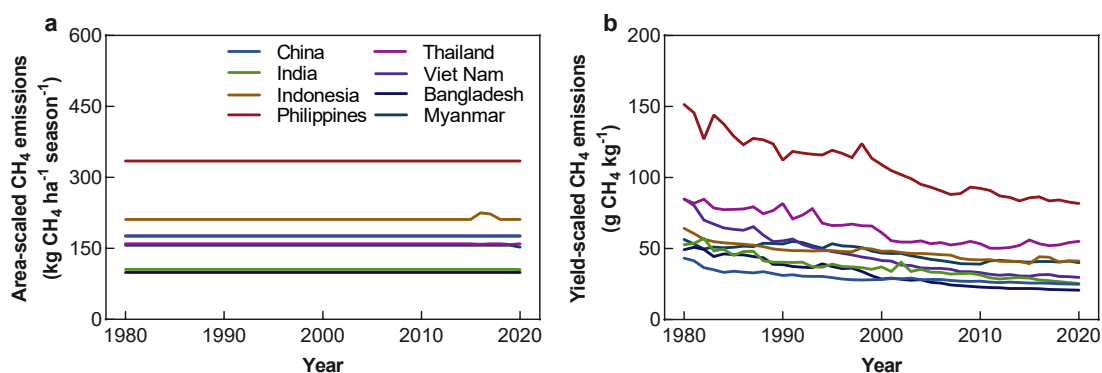 a
Area-scaled CH₄ emissions
(kg CH₄ ha⁻¹ season⁻¹)
600
450
300
150
0
China
India
Indonesia
Philippines
Thailand
Viet Nam
Bangladesh
Myanmar
1980 1990 2000 2010 2020
Year
b
Yield-scaled CH₄ emissions
(g CH₄ kg⁻¹)
200
150
100
50
0
1980 1990 2000 2010 2020
Year